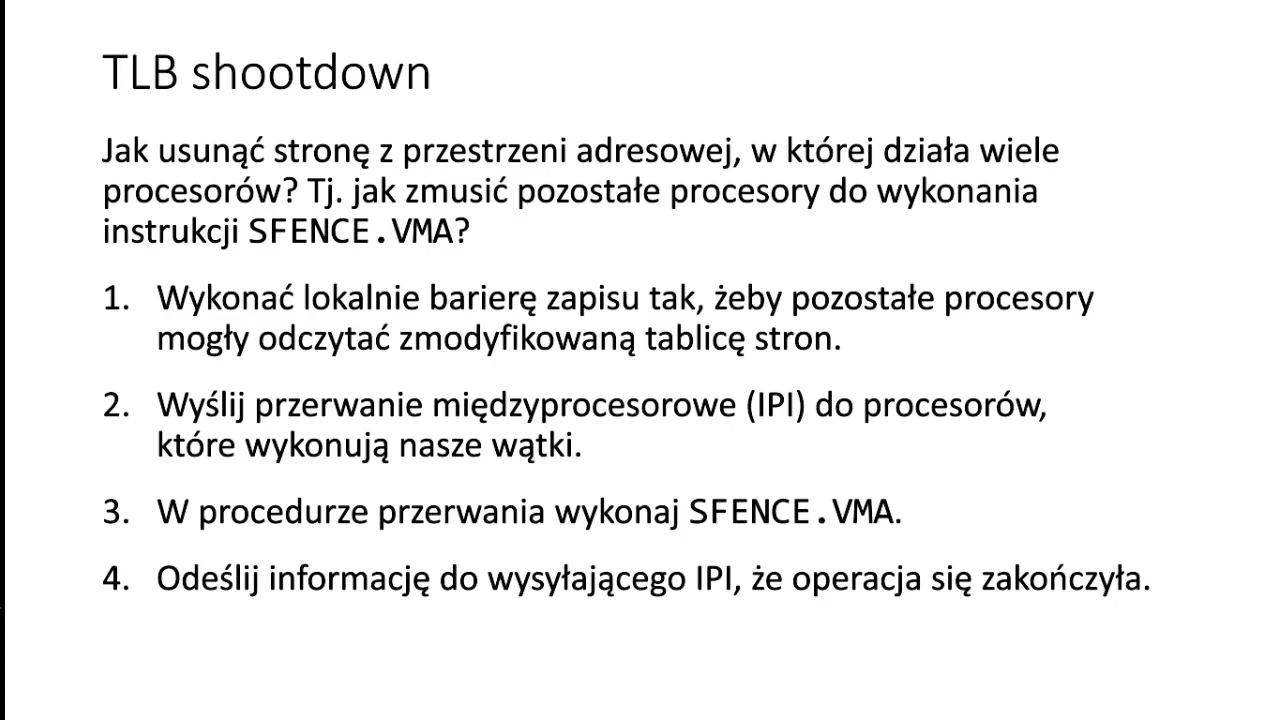 TLB shootdown
Jak usunąć stronę z przestrzeni adresowej, w której działa wiele
procesorów? Tj. jak zmusić pozostałe procesory do wykonania
instrukcji SFENCE.VMA?
1. Wykonać lokalnie barierę zapisu tak, żeby pozostałe procesory
mogły odczytać zmodyfikowaną tablicę stron.
2. Wyślij przerwanie międzyprocesorowe (IPI) do procesorów,
które wykonują nasze wątki.
3. W procedurze przerwania wykonaj SFENCE.VMA.
4. Odeślij informację do wysyłającego IPI, że operacja się zakończyła.